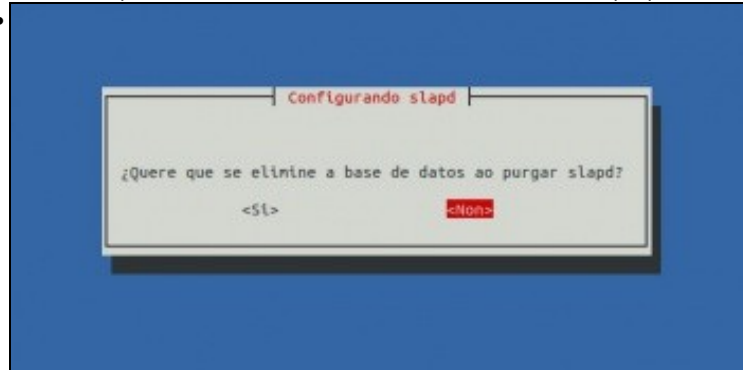 Configurando slapd
¿Quere que se elimine a base de datos ao purgar slapd?
<Si> <Non>